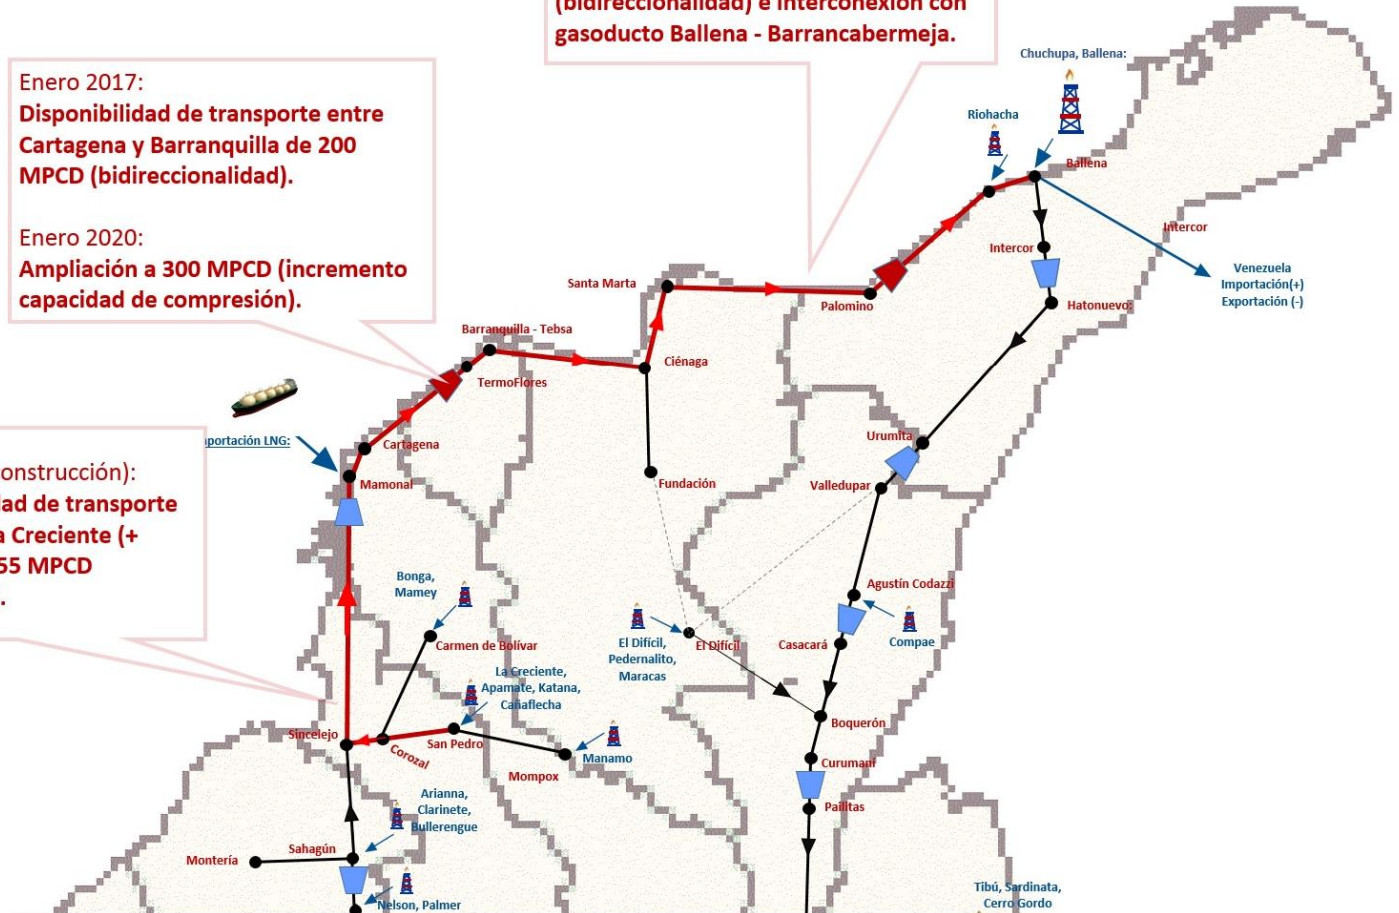 (bidireccionalidad) e interconexión con
gasoducto Ballena - Barrancabermeja.
Enero 2017:
Disponibilidad de transporte entre
Cartagena y Barranquilla de 200
MPCD (bidireccionalidad).
Enero 2020:
Ampliación a 300 MPCD (incremento
capacidad de compresión).
Chuchupa, Ballena:
Riohacha
Ballena
Intercor
Intercor
Venezuela
Importación(+)
Exportación (-)
Hatonuevo:
Santa Marta
Palomino
Barranquilla - Tebsa
Ciénaga
TermoFlores
Cartagena
portación LNG:
Mamonal
onstrucción):
dad de transporte
a Creciente (+
55 MPCD
.
Urumita
Valledupar
Fundación
Bonga,
Mamey
Carmen de Bolívar
La Creciente,
Apamate, Katana,
Cañaflecha
El Difícil,
Pedernalito,
Maracas
El Difícil
Agustín Codazzi
Casacará
Compae
Boquerón
Sincelejo
Corozal
San Pedro
Mompox
Manamo
Curumaní
Pailitas
Arianna,
Clarinete,
Bullerengue
Montería
Sahagún
Nelson, Palmer
Tibú, Sardinata,
Cerro Gordo